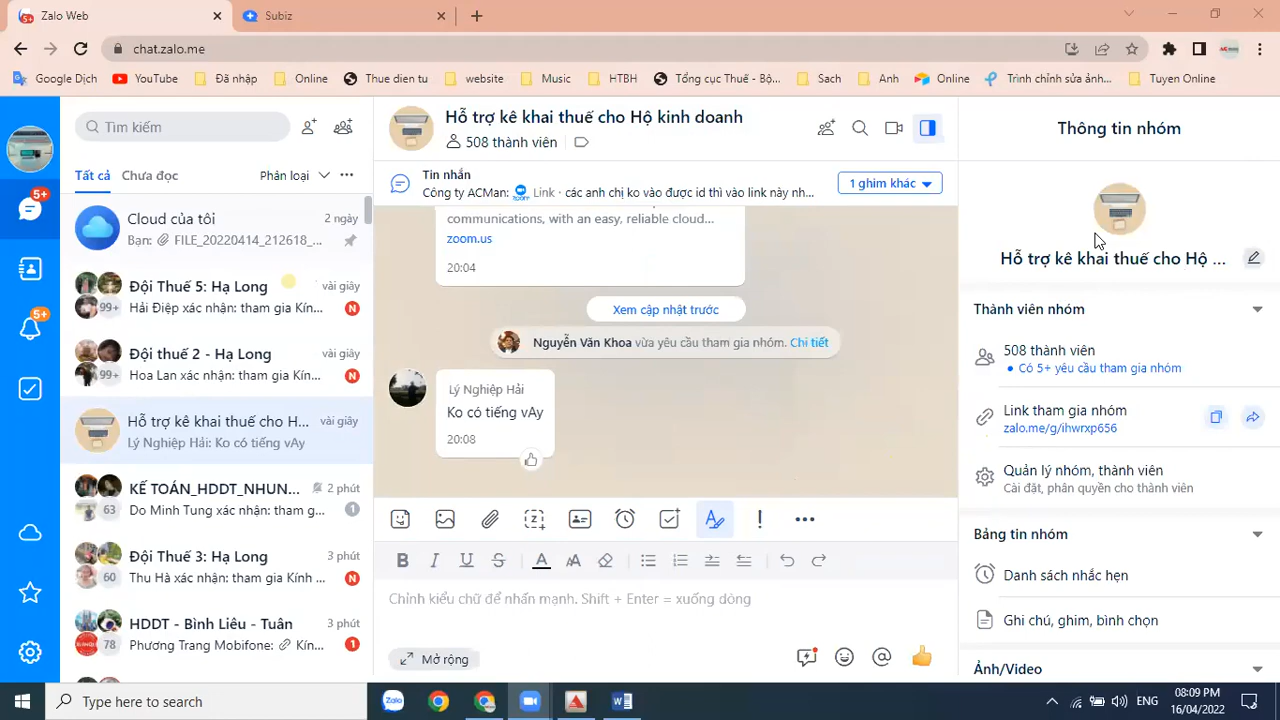 Zalo Web
Subiz
chat.zalo.me
Google Dịch
YouTube
Đã nhập
Online
Thue dien tu
website
Music
HTBH
Tổng cục Thuế - Bộ...
Sach
Anh
Online
Trình chỉnh sửa ảnh...
Tuyen Online
5+
Tìm kiếm
Tất cả
Chưa đọc
Phân loại
Cloud của tôi
2 ngày
Bạn: FILE_20220414_212618_...
Đội Thuế 5: Hạ Long
vài giây
99+
Hải Điệp xác nhận: tham gia Kín...
N
Đội thuế 2 - Hạ Long
vài giây
99+
Hoa Lan xác nhận: tham gia Kín...
N
Hỗ trợ kê khai thuế cho H...
vài giây
Lý Nghiệp Hải: Ko có tiếng vAy
KẾ TOÁN_HDDT_NHUN...
2 phút
63
Do Minh Tung xác nhận: tham g...
1
Đội Thuế 3: Hạ Long
3 phút
60
Thu Hà xác nhận: tham gia Kính ...
N
HDDT - Bình Liêu - Tuân
3 phút
78
Phương Trang Mobifone: Kín...
1
5+
5+
Hỗ trợ kê khai thuế cho Hộ kinh doanh
508 thành viên
Tin nhắn
Công ty ACMan: Link · các anh chị ko vào được id thì vào link này nh...
1 ghim khác
communications, with an easy, reliable cloud...
zoom.us
20:04
Xem cập nhật trước
Nguyễn Văn Khoa vừa yêu cầu tham gia nhóm. Chi tiết
Lý Nghiệp Hải
Ko có tiếng vAy
20:08
B I U S A AA
Chỉnh kiểu chữ để nhấn mạnh. Shift + Enter = xuống dòng
Mở rộng
Thông tin nhóm
Hỗ trợ kê khai thuế cho Hộ ...
Thành viên nhóm
508 thành viên
• Có 5+ yêu cầu tham gia nhóm
Link tham gia nhóm
zalo.me/g/ihwrxp656
Quản lý nhóm, thành viên
Cài đặt, phân quyền cho thành viên
Bảng tin nhóm
Danh sách nhắc hẹn
Ghi chú, ghim, bình chọn
Ảnh/Video
Type here to search
Zalo
ENG
08:09 PM
16/04/2022